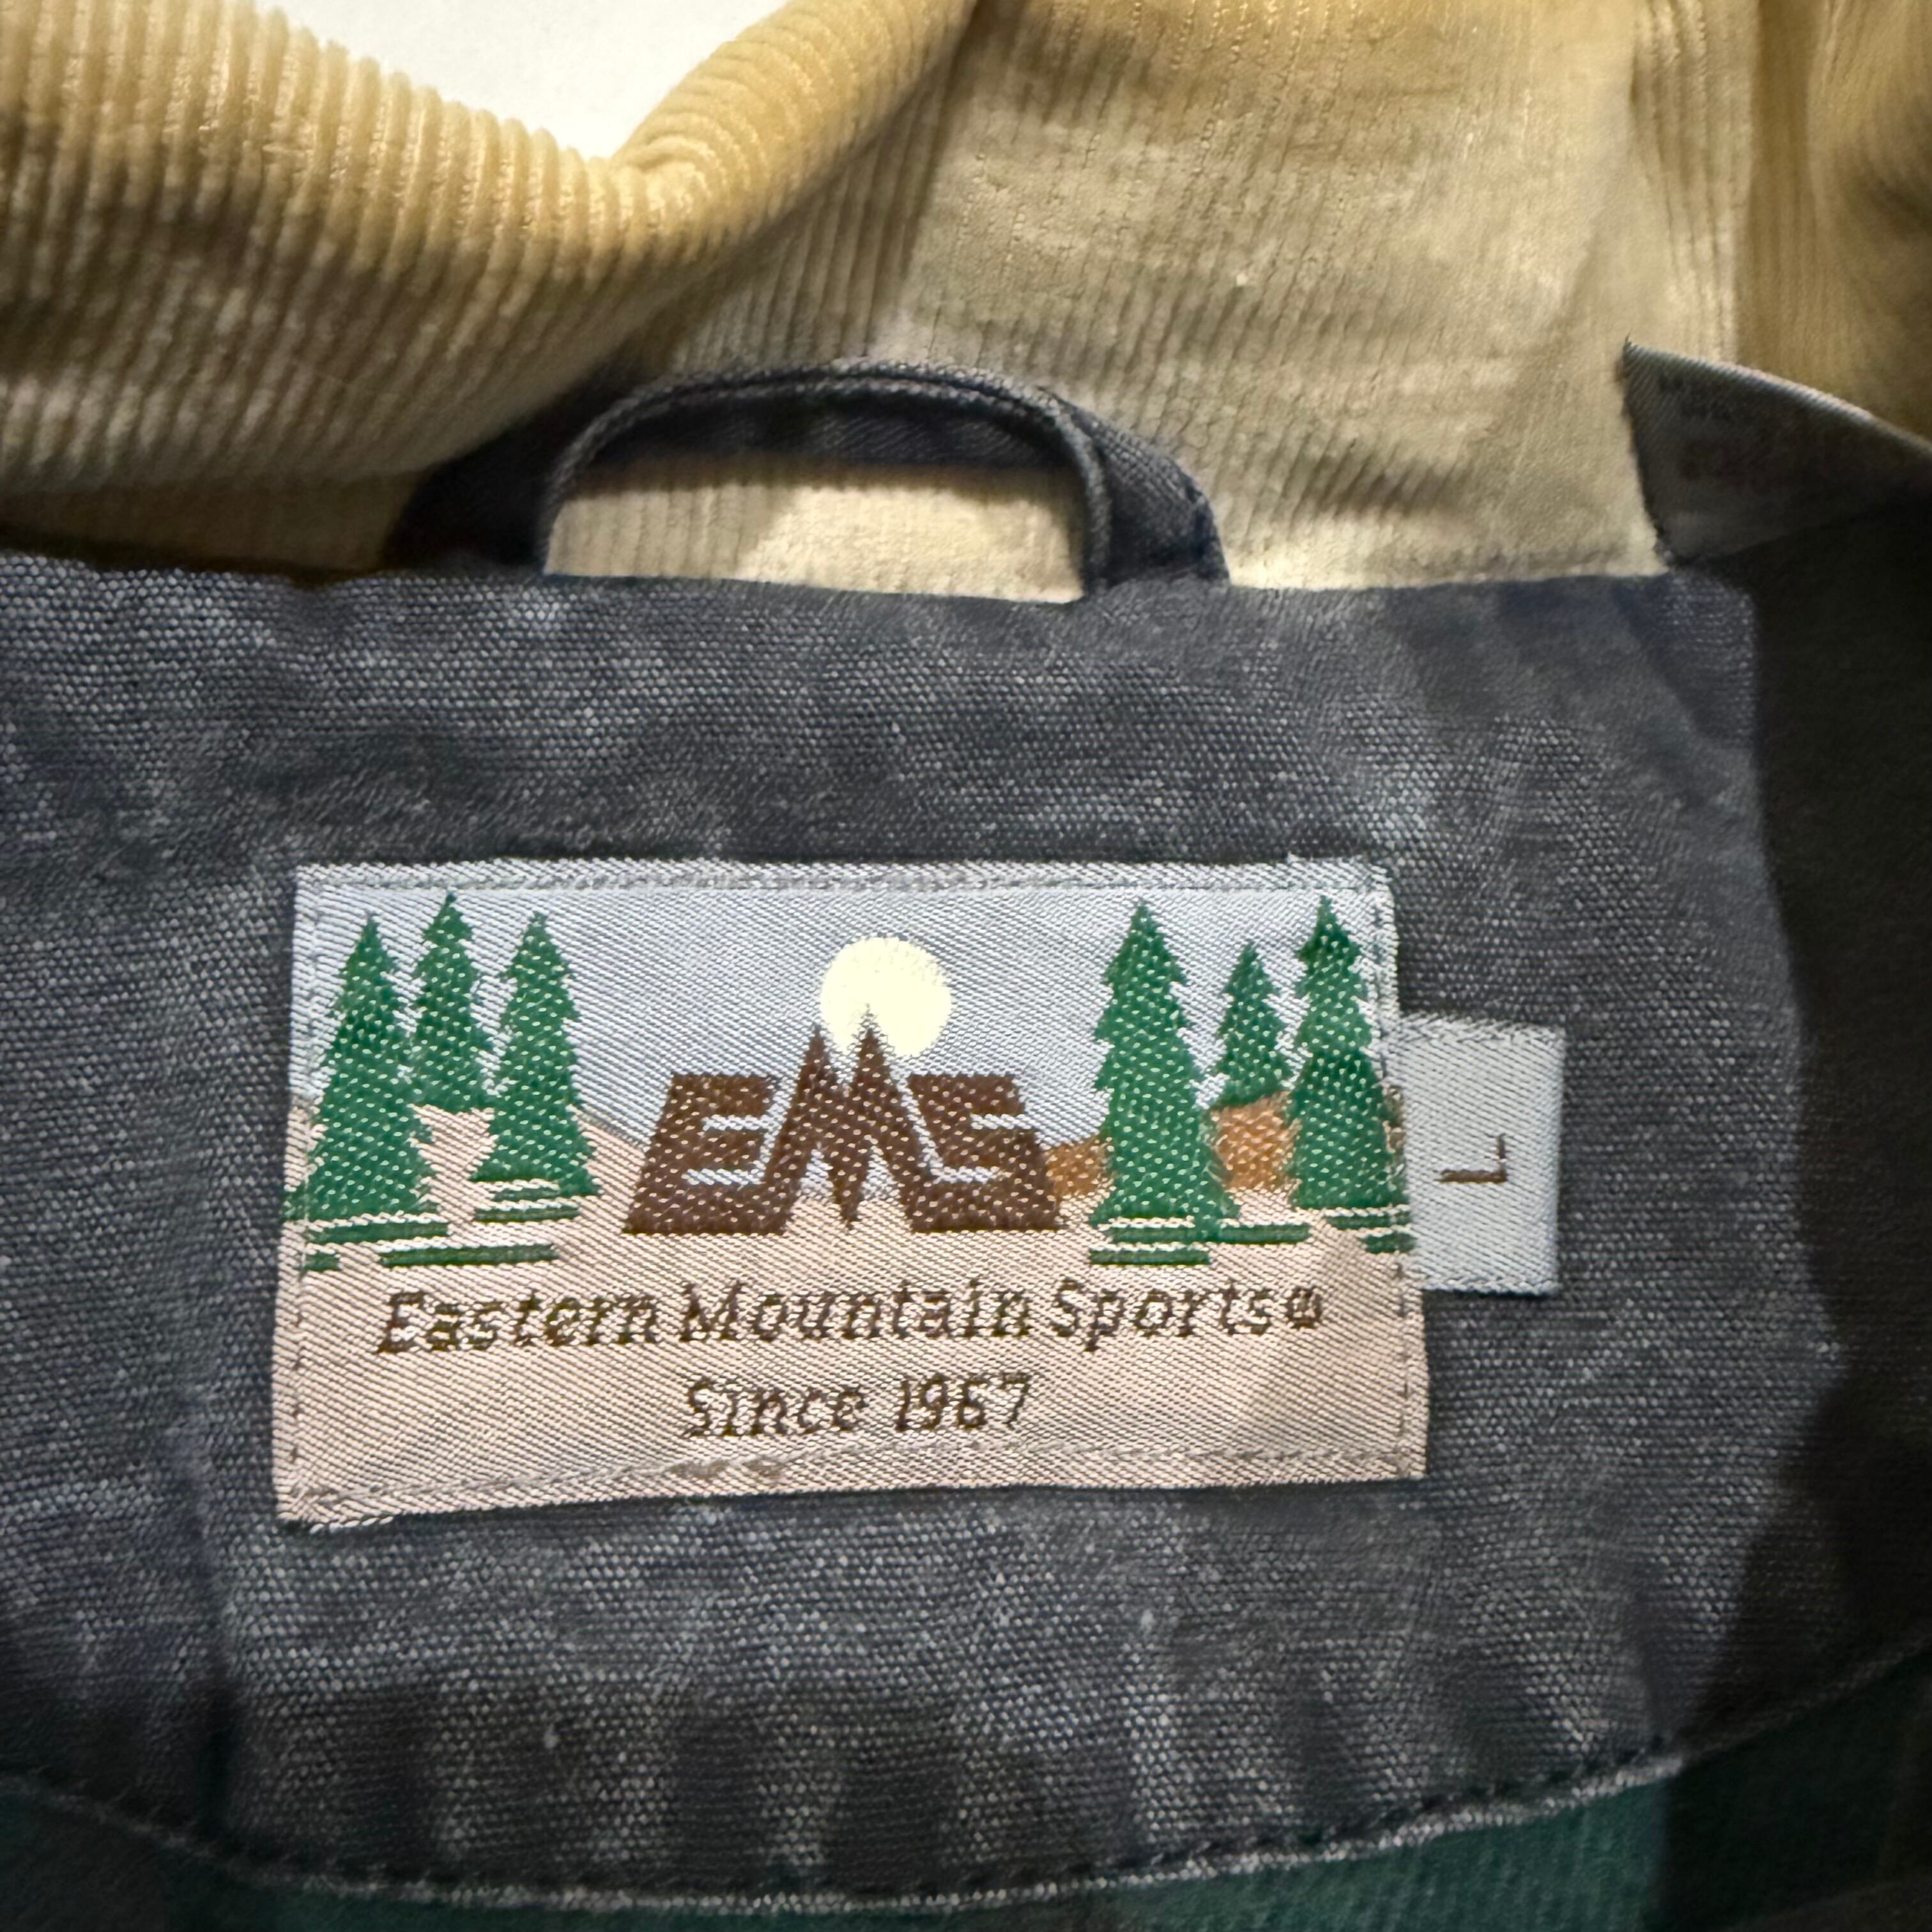 EMS
L
Eastern Mountain Sports®
Since 1967